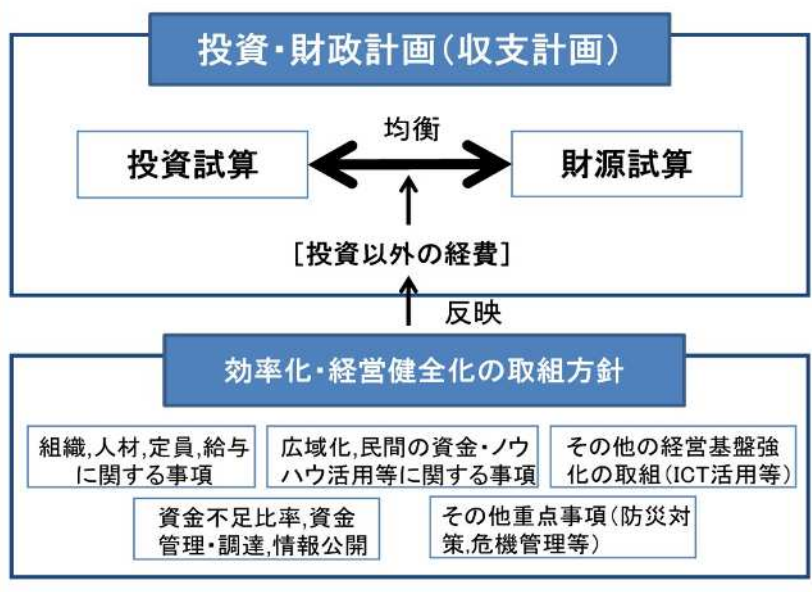 投資・財政計画(収支計画)
均衡
投資試算
財源試算
[投資以外の経費]
反映
効率化・経営健全化の取組方針
組織,人材,定員,給与
に関する事項
広域化,民間の資金・ノウ
ハウ活用等に関する事項
その他の経営基盤強
化の取組(ICT活用等)
資金不足比率,資金
管理・調達,情報公開
その他重点事項(防災対
策,危機管理等)